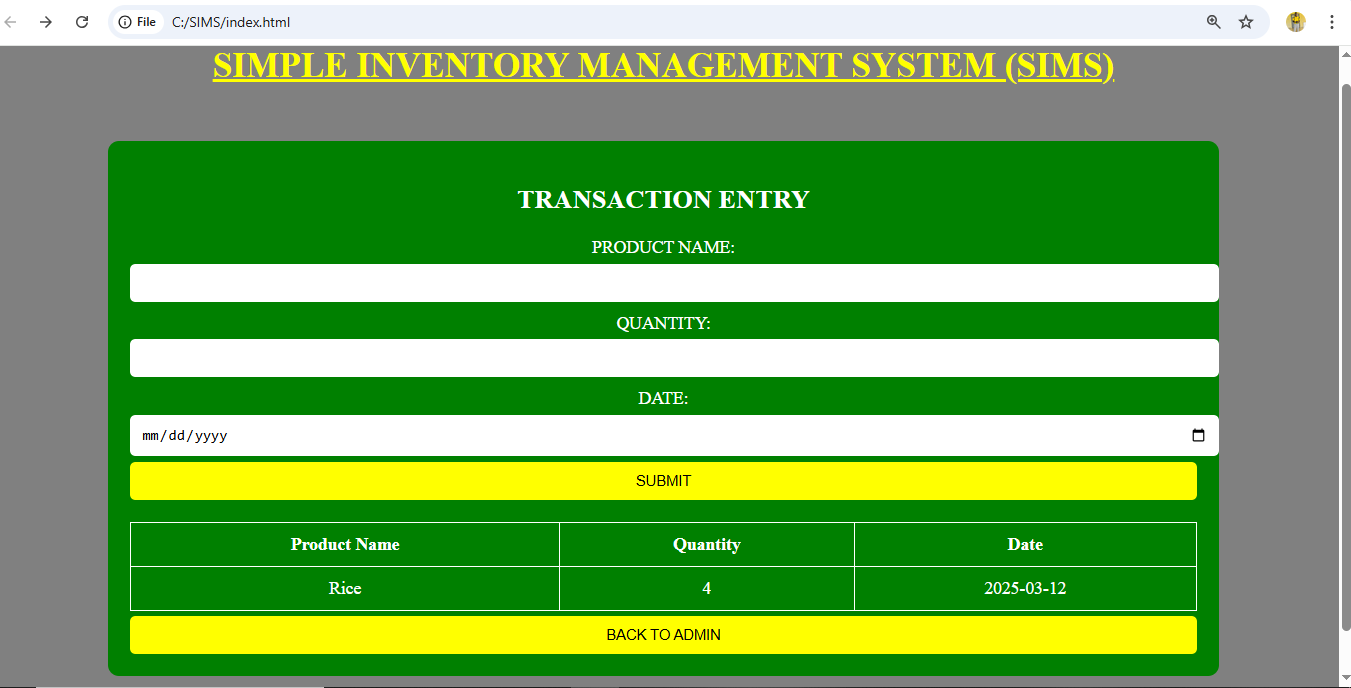 File C:/SIMS/index.html
SIMPLE INVENTORY MANAGEMENT SYSTEM (SIMS)
TRANSACTION ENTRY
PRODUCT NAME:
QUANTITY:
DATE:
mm/dd/yyyy
SUBMIT
Product Name Quantity Date
Rice 4 2025-03-12
BACK TO ADMIN